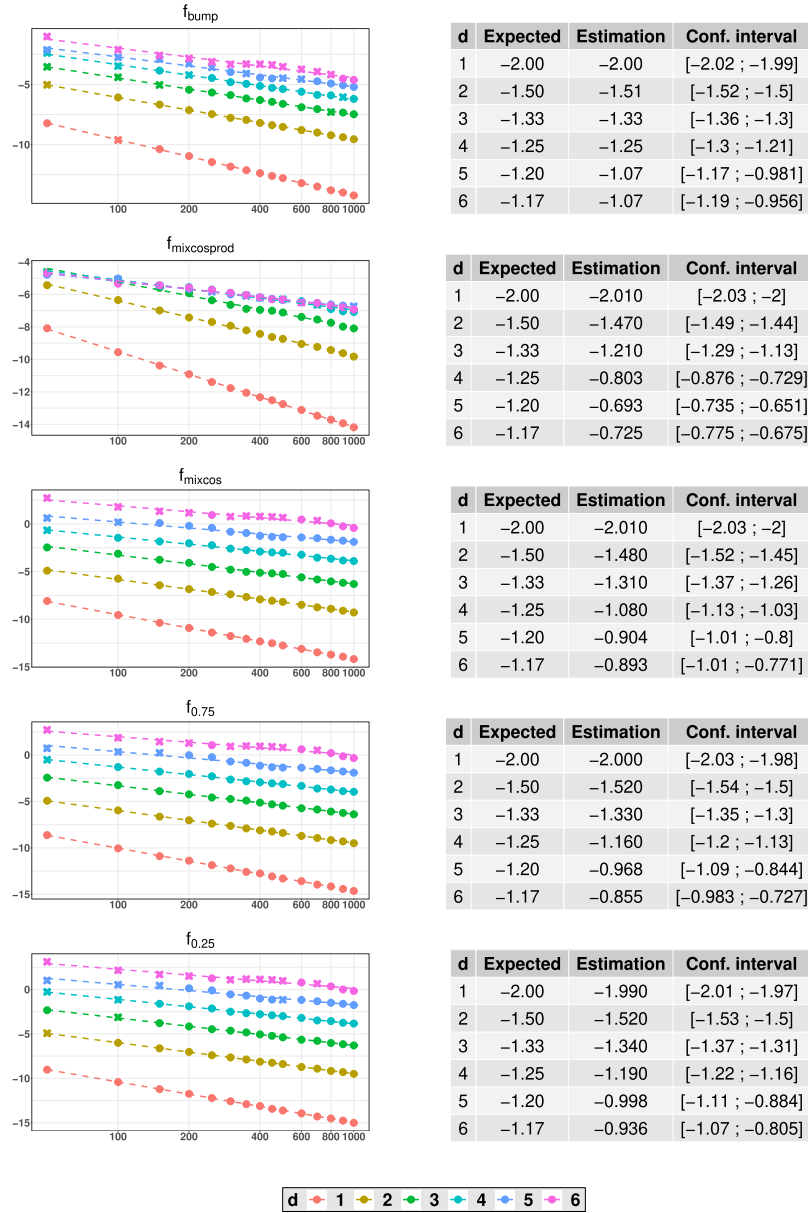 f_bump
−5
−10
100 200 400 600 800 1000
d Expected Estimation Conf. interval
1 −2.00 −2.00 [−2.02 ; −1.99]
2 −1.50 −1.51 [−1.52 ; −1.5]
3 −1.33 −1.33 [−1.36 ; −1.3]
4 −1.25 −1.25 [−1.3 ; −1.21]
5 −1.20 −1.07 [−1.17 ; −0.981]
6 −1.17 −1.07 [−1.19 ; −0.956]
f_mixcosprod
−4
−6
−8
−10
−12
−14
100 200 400 600 800 1000
d Expected Estimation Conf. interval
1 −2.00 −2.010 [−2.03 ; −2]
2 −1.50 −1.470 [−1.49 ; −1.44]
3 −1.33 −1.210 [−1.29 ; −1.13]
4 −1.25 −0.803 [−0.876 ; −0.729]
5 −1.20 −0.693 [−0.735 ; −0.651]
6 −1.17 −0.725 [−0.775 ; −0.675]
f_mixcos
0
−5
−10
−15
100 200 400 600 800 1000
d Expected Estimation Conf. interval
1 −2.00 −2.010 [−2.03 ; −2]
2 −1.50 −1.480 [−1.52 ; −1.45]
3 −1.33 −1.310 [−1.37 ; −1.26]
4 −1.25 −1.080 [−1.13 ; −1.03]
5 −1.20 −0.904 [−1.01 ; −0.8]
6 −1.17 −0.893 [−1.01 ; −0.771]
f_0.75
0
−5
−10
−15
100 200 400 600 800 1000
d Expected Estimation Conf. interval
1 −2.00 −2.000 [−2.03 ; −1.98]
2 −1.50 −1.520 [−1.54 ; −1.5]
3 −1.33 −1.330 [−1.35 ; −1.3]
4 −1.25 −1.160 [−1.2 ; −1.13]
5 −1.20 −0.968 [−1.09 ; −0.844]
6 −1.17 −0.855 [−0.983 ; −0.727]
f_0.25
0
−5
−10
−15
100 200 400 600 800 1000
d Expected Estimation Conf. interval
1 −2.00 −1.990 [−2.01 ; −1.97]
2 −1.50 −1.520 [−1.53 ; −1.5]
3 −1.33 −1.340 [−1.37 ; −1.31]
4 −1.25 −1.190 [−1.22 ; −1.16]
5 −1.20 −0.998 [−1.11 ; −0.884]
6 −1.17 −0.936 [−1.07 ; −0.805]
d 1 2 3 4 5 6